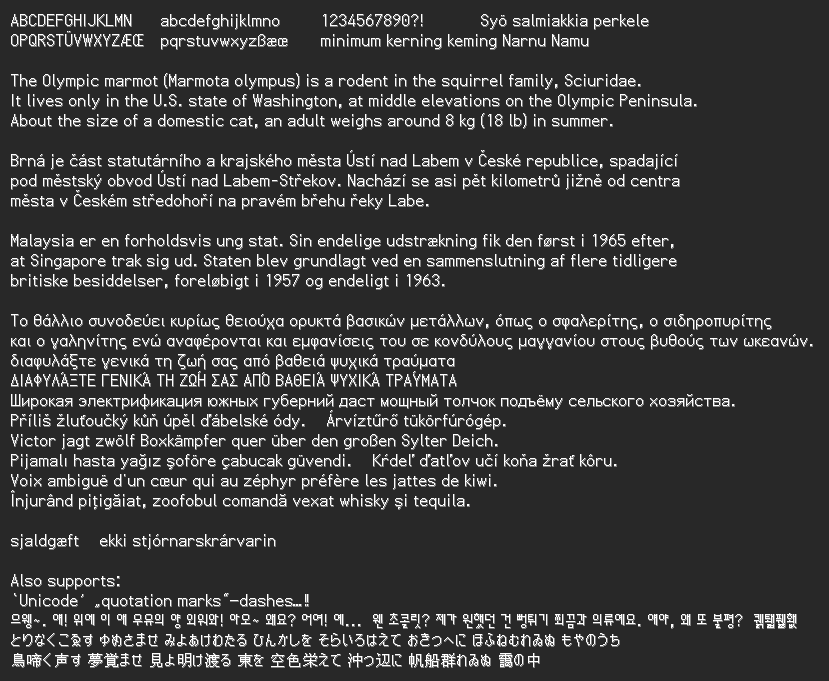 ABCDEFGHIJKLMN abcdefghijklmno 1234567890?! Syö salmiakkia perkele
OPQRSTÜVWXYZÆŒ pqrstuvwxyzßæœ minimum kerning keming Narnu Namu
The Olympic marmot (Marmota olympus) is a rodent in the squirrel family, Sciuridae.
It lives only in the U.S. state of Washington, at middle elevations on the Olympic Peninsula.
About the size of a domestic cat, an adult weighs around 8 kg (18 lb) in summer.
Brná je část statutárního a krajského města Ústí nad Labem v České republice, spadající
pod městský obvod Ústí nad Labem-Střekov. Nachází se asi pět kilometrů jižně od centra
města v Českém středohoří na pravém břehu řeky Labe.
Malaysia er en forholdsvis ung stat. Sin endelige udstrækning fik den først i 1965 efter,
at Singapore trak sig ud. Staten blev grundlagt ved en sammenslutning af flere tidligere
britiske besiddelser, foreløbigt i 1957 og endeligt i 1963.
Το θάλλιο συνοδεύει κυρίως θειούχα ορυκτά βασικών μετάλλων, όπως ο σφαλερίτης, ο σιδηροπυρίτης
και ο γαληνίτης ενώ αναφέρονται και εμφανίσεις του σε κονδύλους μαγγανίου στους βυθούς των ωκεανών.
διαφυλάξτε γενικά τη ζωή σας από βαθειά ψυχικά τραύματα
ΔΙΑΦΥΛΆΞΤΕ ΓΕΝΙΚΆ ΤΗ ΖΩΉ ΣΑΣ ΑΠΌ ΒΑΘΕΙΆ ΨΥΧΙΚΆ ΤΡΑΎΜΑΤΑ
Широкая электрификация южных губерний даст мощный толчок подъёму сельского хозяйства.
Příliš žluťoučký kůň úpěl ďábelské ódy. Árvíztűrő tükörfúrógép.
Victor jagt zwölf Boxkämpfer quer über den großen Sylter Deich.
Pijamalı hasta yağız şoföre çabucak güvendi. Kŕdeľ ďatľov učí koňa žrať kôru.
Voix ambiguë d'un cœur qui au zéphyr préfère les jattes de kiwi.
Înjurând pițigăiat, zoofobul comandă vexat whisky și tequila.
sjaldgæft ekki stjórnarskrárvarin
Also supports:
‛Unicode’ „quotation marks“—dashes…‼
으웽~. 얘! 위에 이 애 우유의 양 외워와! 아오~ 왜요? 어여! 예... 웬 초콜릿? 제가 원했던 건 뻥튀기 쬐끔과 의류예요. 얘야, 왜 또 불평?
とりなくこゑす ゆめさませ みよあけわたる ひんかしを そらいろはえて おきつへに ほふねむれゐぬ もやのうち
鳥啼く声す 夢覚ませ 見よ明け渡る 東を 空色栄えて 沖つ辺に 帆船群れゐぬ 靄の中